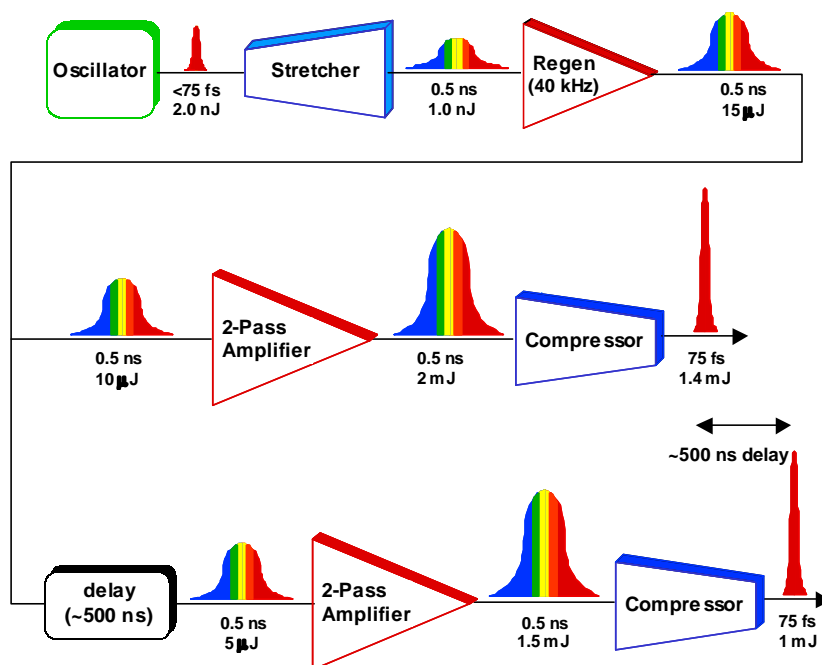 Oscillator
<75 fs
2.0 nJ
Stretcher
0.5 ns
1.0 nJ
Regen
(40 kHz)
0.5 ns
15 µJ
0.5 ns
10 µJ
2-Pass
Amplifier
0.5 ns
2 mJ
Compressor
75 fs
1.4 mJ
~500 ns delay
delay
(~500 ns)
0.5 ns
5 µJ
2-Pass
Amplifier
0.5 ns
1.5 mJ
Compressor
75 fs
1 mJ